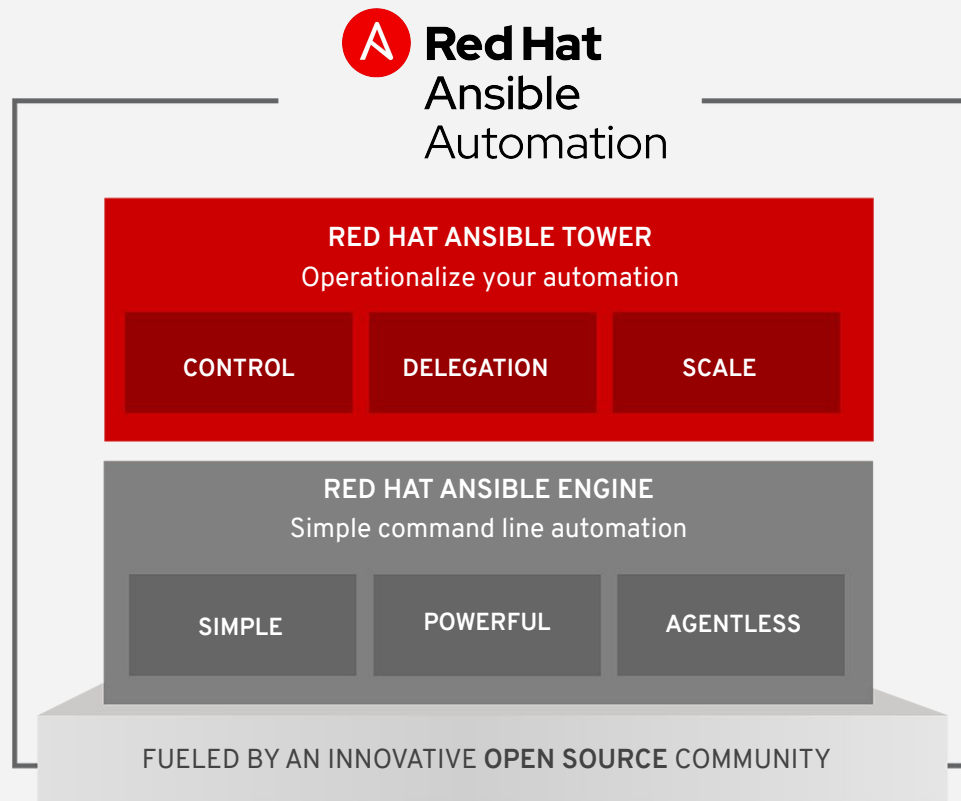 Red Hat
Ansible
Automation
RED HAT ANSIBLE TOWER
Operationalize your automation
CONTROL
DELEGATION
SCALE
RED HAT ANSIBLE ENGINE
Simple command line automation
SIMPLE
POWERFUL
AGENTLESS
FUELED BY AN INNOVATIVE OPEN SOURCE COMMUNITY